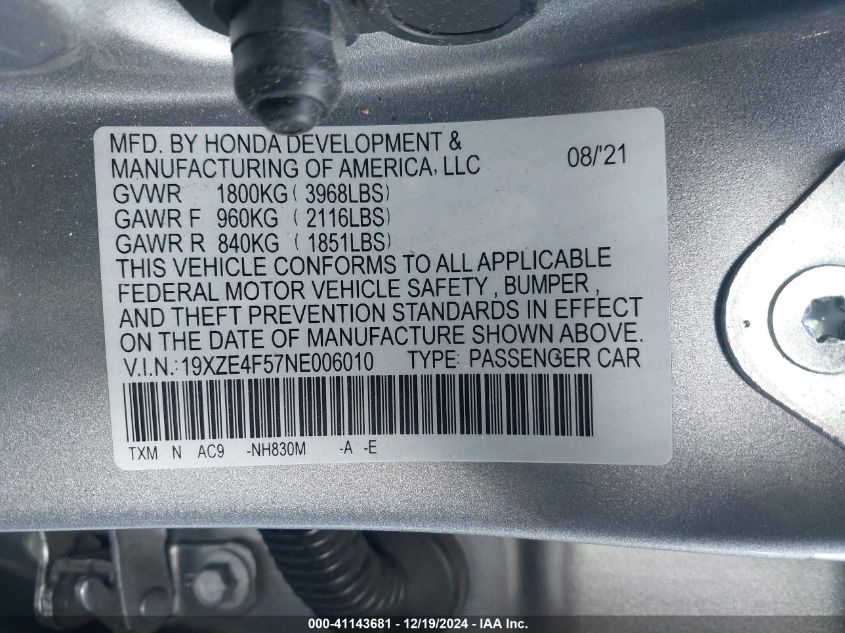 MFD. BY HONDA DEVELOPMENT &
MANUFACTURING OF AMERICA, LLC 08/'21
GVWR 1800KG ( 3968LBS)
GAWR F 960KG ( 2116LBS)
GAWR R 840KG ( 1851LBS)
THIS VEHICLE CONFORMS TO ALL APPLICABLE
FEDERAL MOTOR VEHICLE SAFETY , BUMPER ,
AND THEFT PREVENTION STANDARDS IN EFFECT
ON THE DATE OF MANUFACTURE SHOWN ABOVE.
V.I.N.:19XZE4F57NE006010 TYPE: PASSENGER CAR
TXM N AC9 -NH830M -A -E
000-41143681 - 12/19/2024 - IAA Inc.